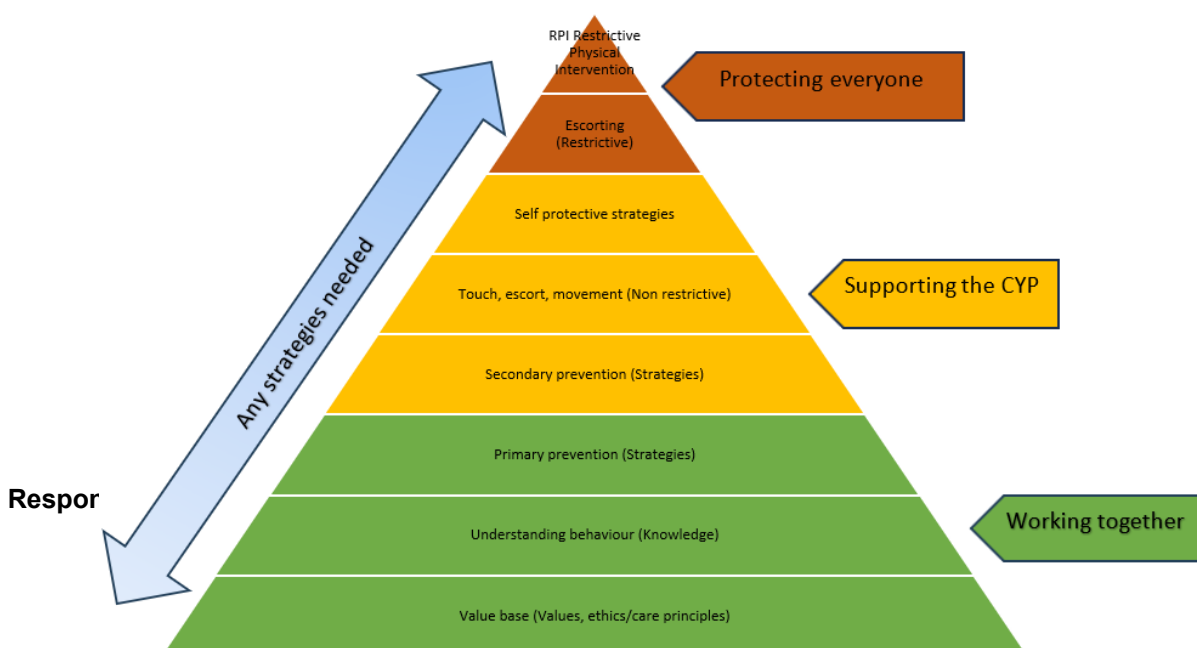 RPI Restrictive
Physical
Intervention
Protecting everyone
Escorting
(Restrictive)
Self protective strategies
Any strategies needed
Touch, escort, movement (Non restrictive)
Supporting the CYP
Secondary prevention (Strategies)
Primary prevention (Strategies)
Understanding behaviour (Knowledge)
Working together
Value base (Values, ethics/care principles)